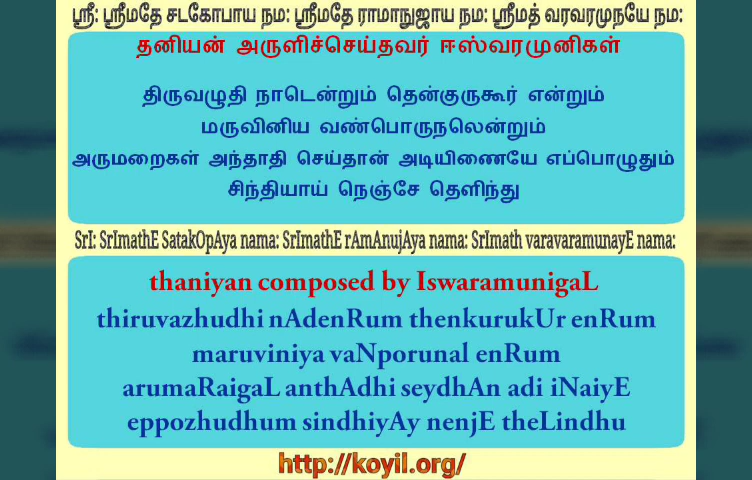 ஸ்ரீ: ஸ்ரீமதே சடகோபாய நம: ஸ்ரீமதே ராமாநுஜாய நம: ஸ்ரீமத் வரவரமுநயே நம:
தனியன் அருளிச்செய்தவர் ஈஸ்வரமுனிகள்
திருவழுதி நாடென்றும் தென்குருகூர் என்றும்
மருவினிய வண்பொருநலென்றும்
அருமறைகள் அந்தாதி செய்தான் அடியிணையே எப்பொழுதும்
சிந்தியாய் நெஞ்சே தெளிந்து
SrI: SrImathE SatakOpAya nama: SrImathE rAmAnujAya nama: SrImath varavaramunayE nama:
thaniyan composed by IswaramunigaL
thiruvazhudhi nAdenRum thenkurukUr enRum
maruviniya vaNporunal enRum
arumaRaigaL anthAdhi seydhAn adi iNaiyE
eppozhudhum sindhiyAy nenjE theLindhu
http://koyil.org/